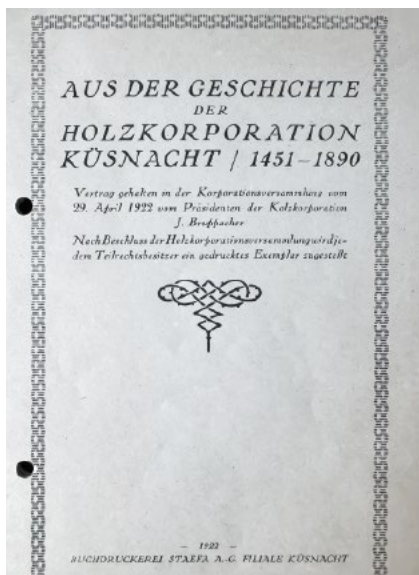 AUS DER GESCHICHTE
DER
HOLZKORPORATION
KÜSNACHT / 1451–1890
Vortrag gehalten in der Korporationsversammlung vom
29. April 1922 vom Präsidenten der Holzkorporation
J. Bruppacher
Nach Beschluss der Holzkorporationsversammlung wird je-
dem Teilrechtsbesitzer ein gedrucktes Exemplar zugestellt
– 1922 –
BUCHDRUCKEREI STAEFA A.-G. FILIALE KÜSNACHT